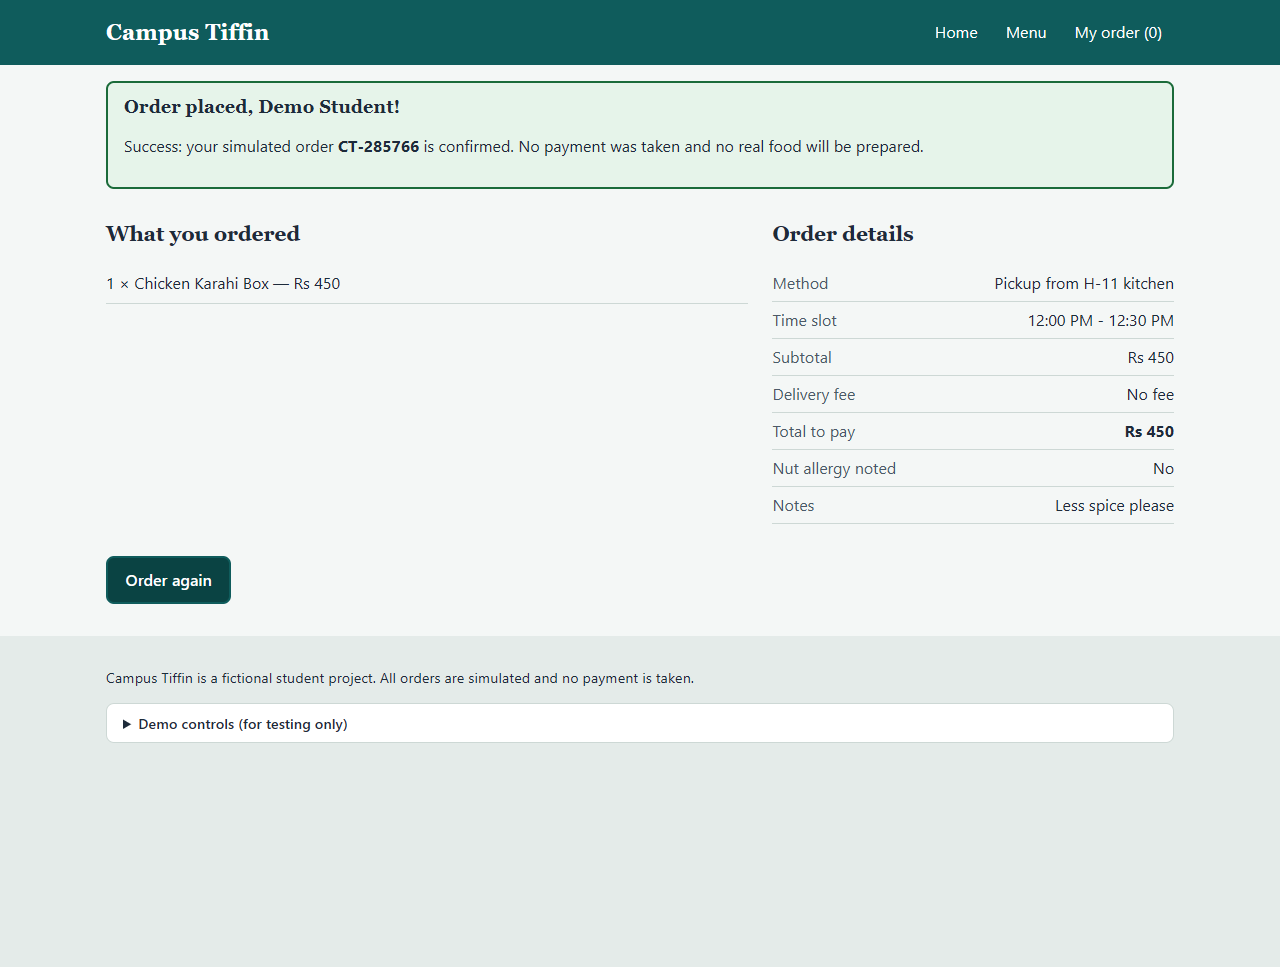 Campus Tiffin
Home Menu My order (0)
Order placed, Demo Student!
Success: your simulated order CT-285766 is confirmed. No payment was taken and no real food will be prepared.
What you ordered
1 × Chicken Karahi Box — Rs 450
Order details
Method Pickup from H-11 kitchen
Time slot 12:00 PM - 12:30 PM
Subtotal Rs 450
Delivery fee No fee
Total to pay Rs 450
Nut allergy noted No
Notes Less spice please
Order again
Campus Tiffin is a fictional student project. All orders are simulated and no payment is taken.
Demo controls (for testing only)